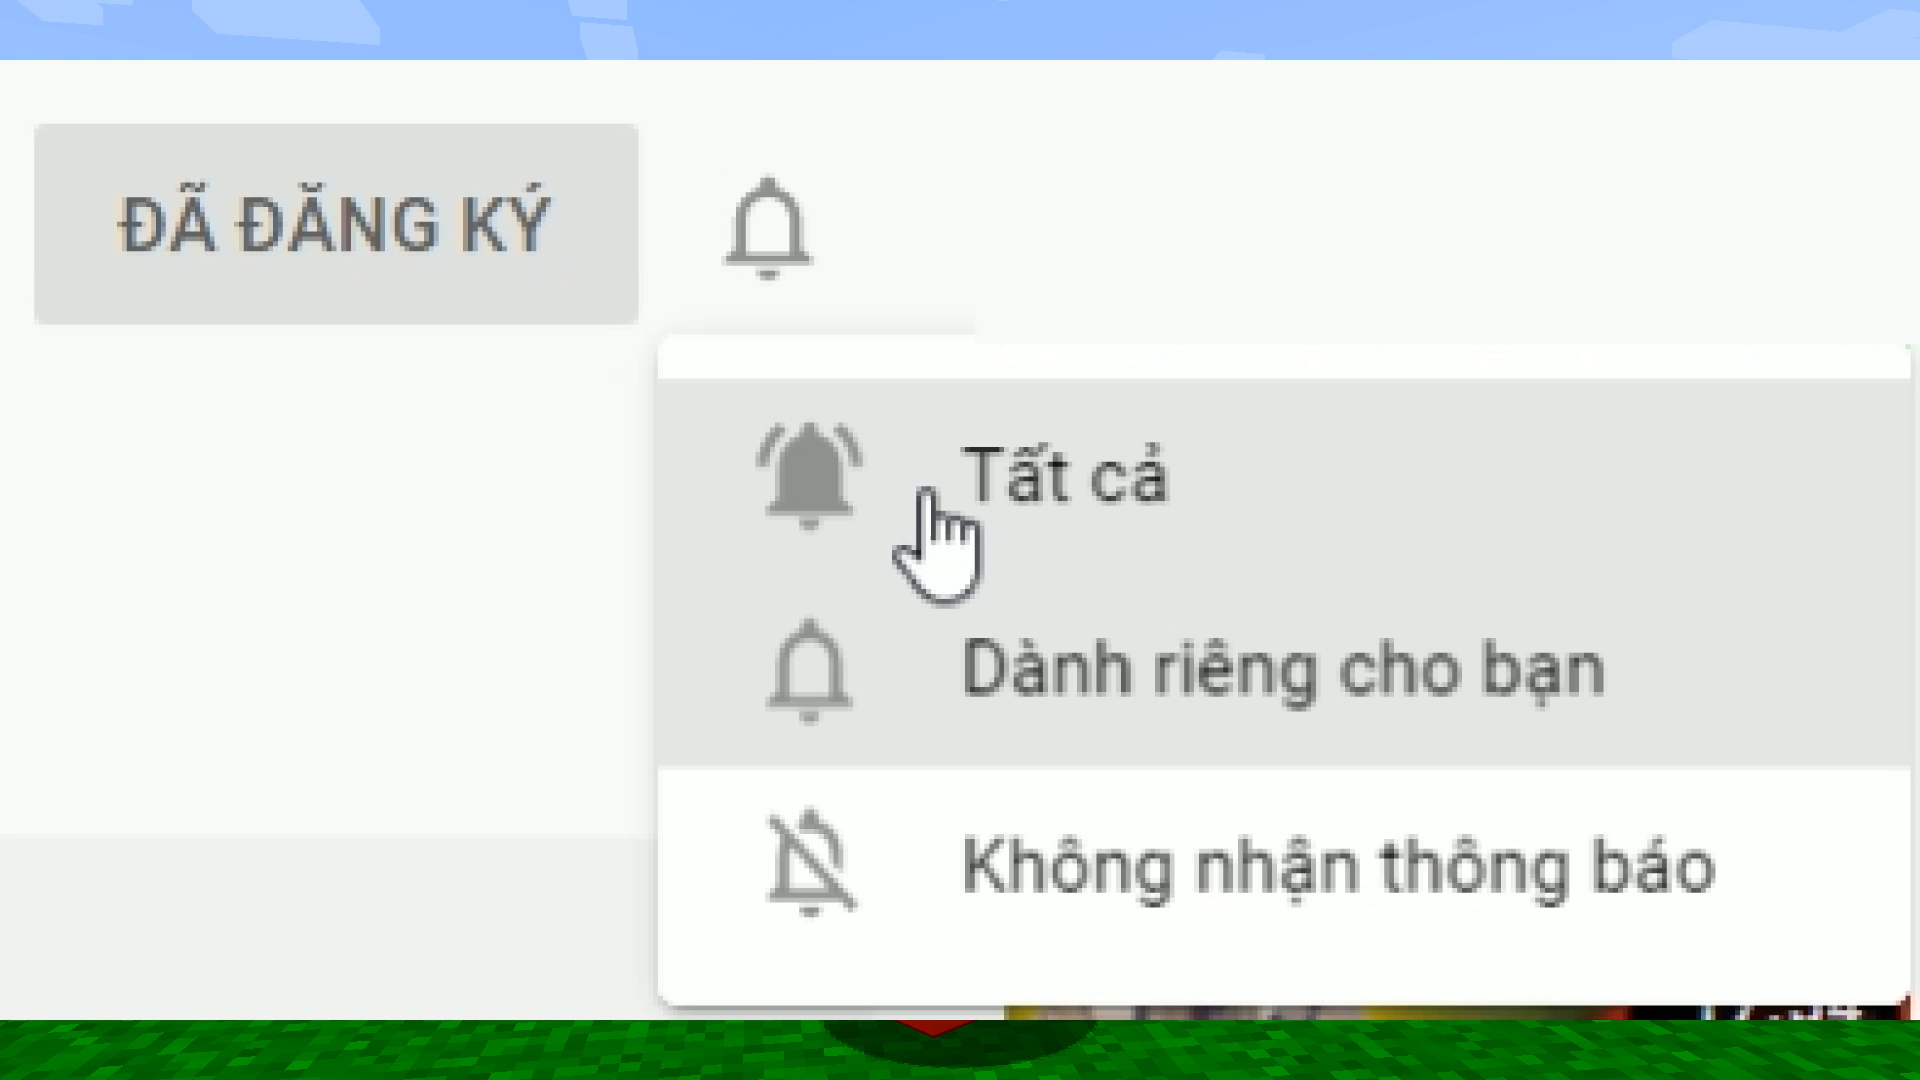 ĐÃ ĐĂNG KÝ
Tất cả
Dành riêng cho bạn
Không nhận thông báo